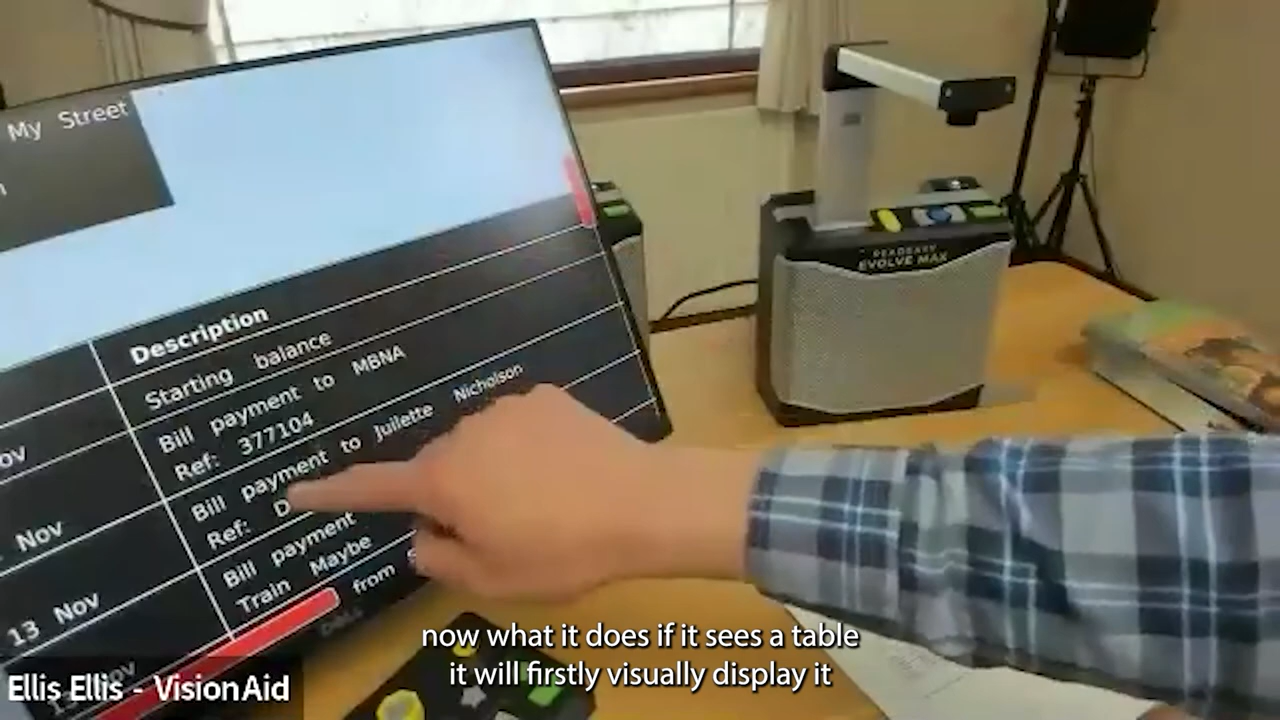 My Street
Description
Starting balance
Bill payment to MBNA
Ref: 377104
Nov
Bill payment to Juilette Nicholson
Ref: D
13 Nov
Bill payment
Train Maybe
from
READEASY
EVOLVE MAX
DELL
now what it does if it sees a table
it will firstly visually display it
Ellis Ellis - VisionAid